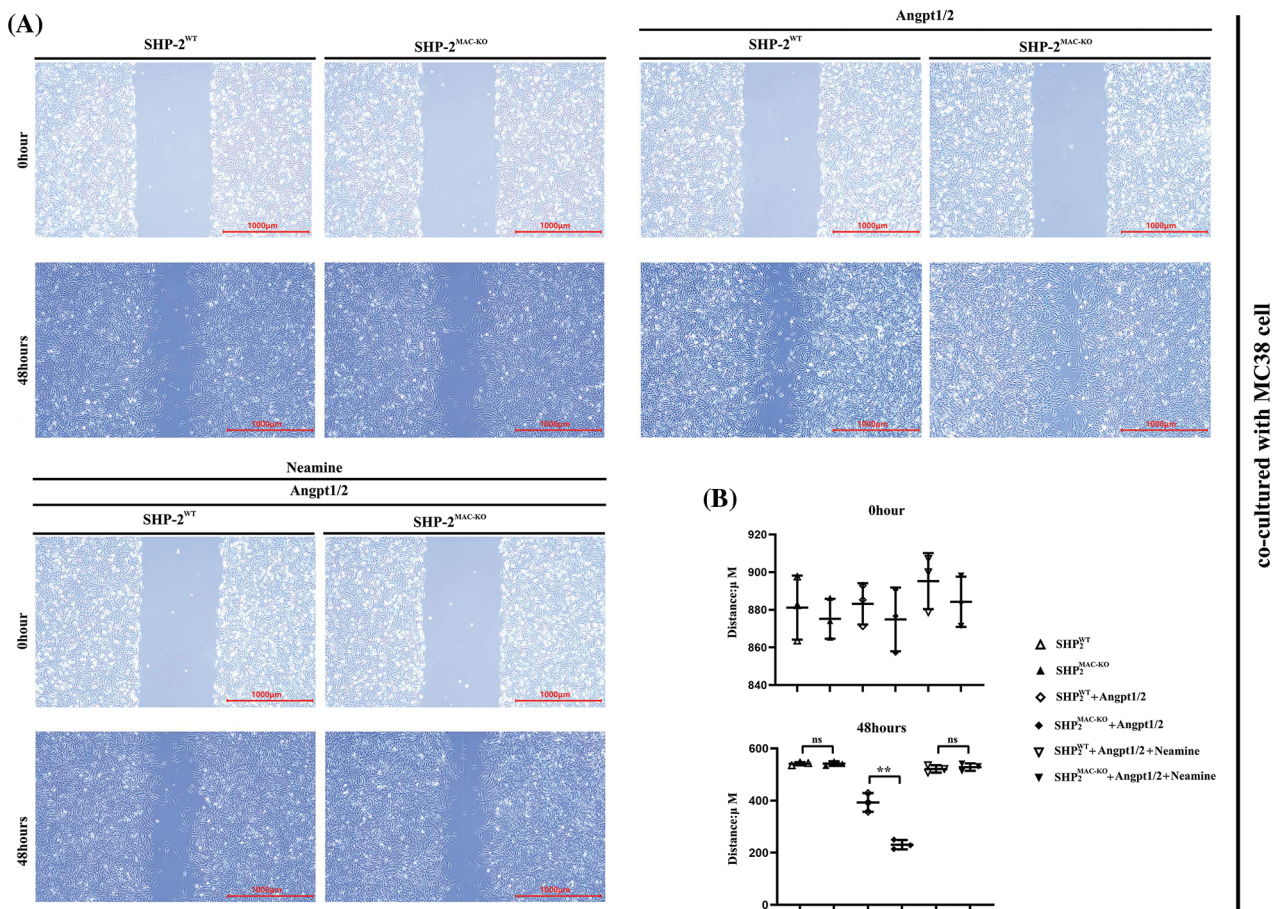 (A)
Angpt1/2
SHP-2WT
SHP-2MAC-KO
SHP-2WT
SHP-2MAC-KO
0hour
1000μm
1000μm
1000μm
1000μm
48hours
1000μm
1000μm
1000μm
1000μm
Neamine
Angpt1/2
SHP-2WT
SHP-2MAC-KO
0hour
1000μm
1000μm
48hours
1000μm
1000μm
(B)
0hour
Distance:μ M
920
900
880
860
840
48hours
Distance:μ M
600
400
200
0
ns
**
ns
SHP2WT
SHP2MAC-KO
SHP2WT+Angpt1/2
SHP2MAC-KO+Angpt1/2
SHP2WT+Angpt1/2+Neamine
SHP2MAC-KO+Angpt1/2+Neamine
co-cultured with MC38 cell